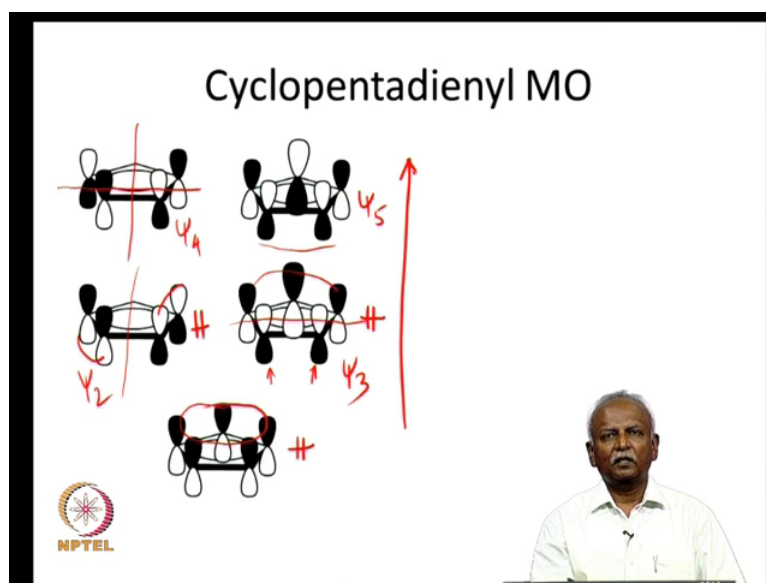 Cyclopentadienyl MO
Ψ4
Ψ5
Ψ2
Ψ3
NPTEL